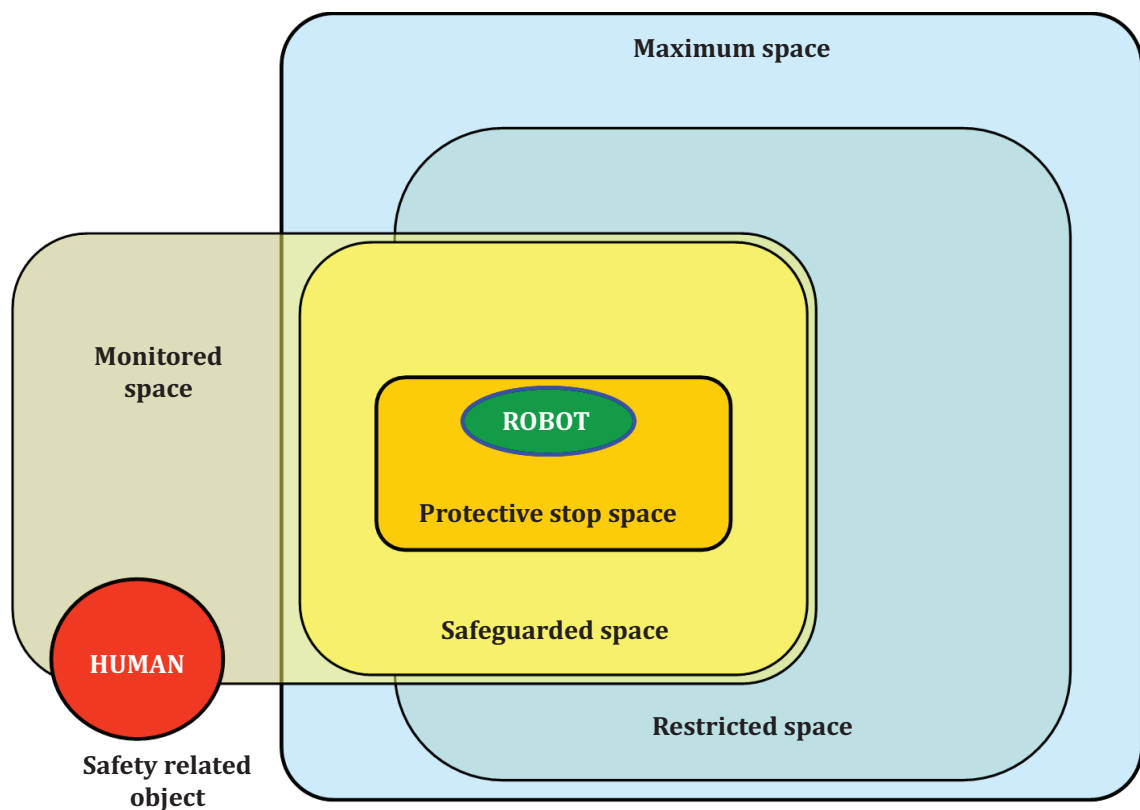 Maximum space
Monitored
space
ROBOT
Protective stop space
Safeguarded space
HUMAN
Restricted space
Safety related
object